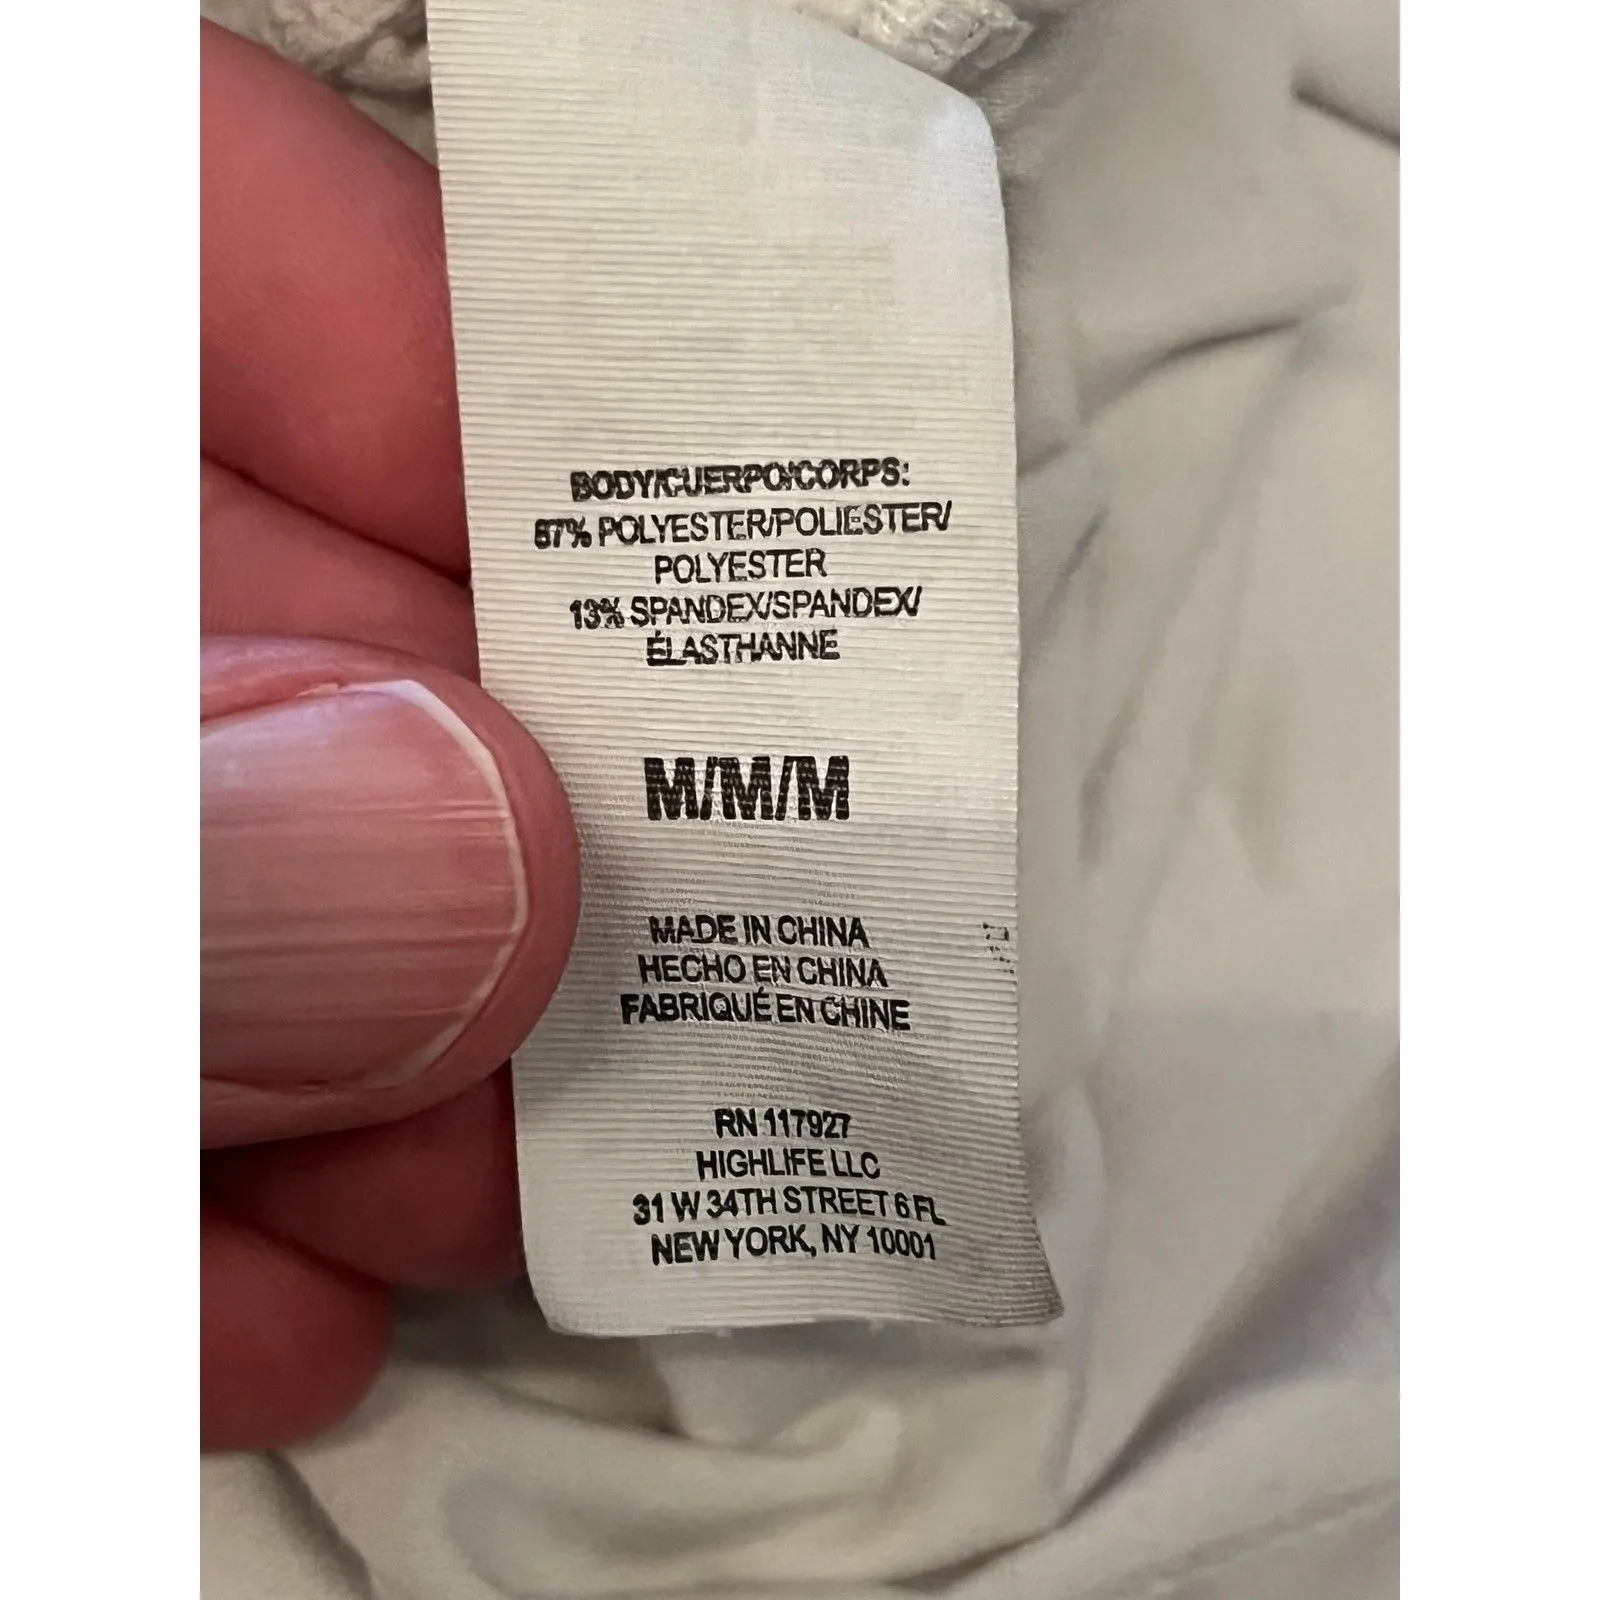 BODY/CUERPO/CORPS:
87% POLYESTER/POLIESTER/
POLYESTER
13% SPANDEX/SPANDEX/
ÉLASTHANNE
M/M/M
MADE IN CHINA
HECHO EN CHINA
FABRIQUÉ EN CHINE
RN 117927
HIGHLIFE LLC
31 W 34TH STREET 6 FL
NEW YORK, NY 10001